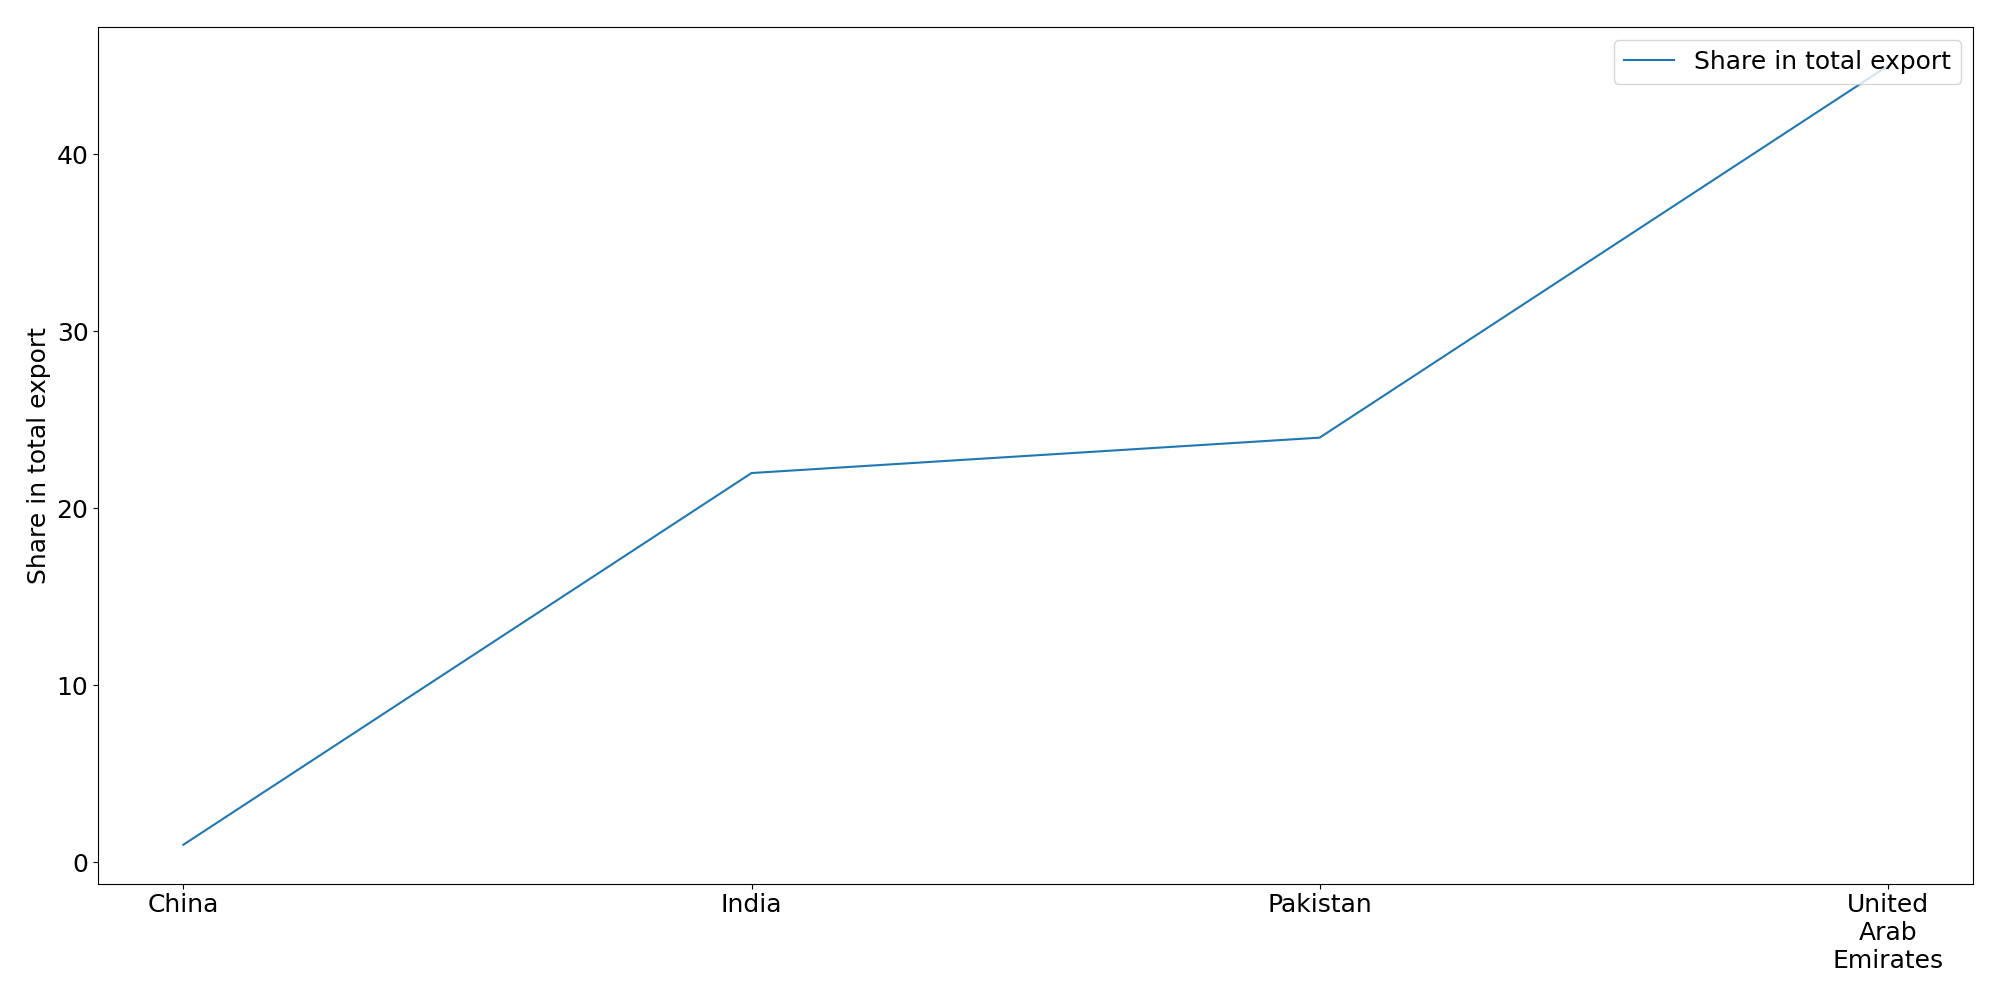 Share in total export
Share in total export
40
30
20
10
0
China
India
Pakistan
United
Arab
Emirates